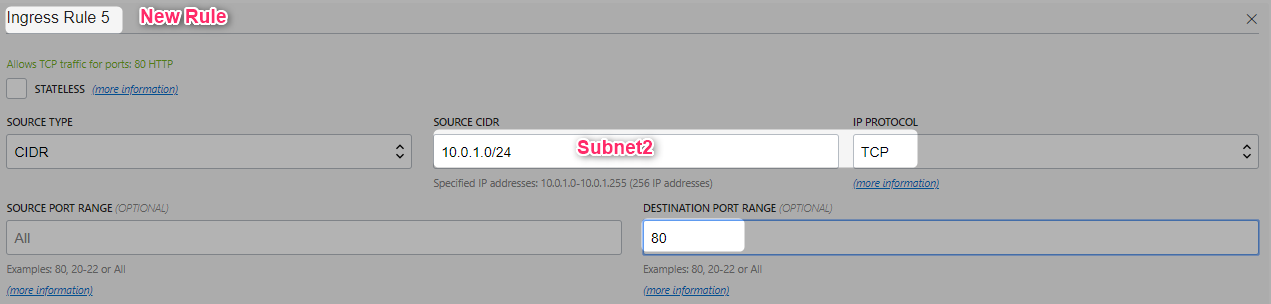 Ingress Rule 5 New Rule
Allows TCP traffic for ports: 80 HTTP
STATELESS (more information)
SOURCE TYPE SOURCE CIDR IP PROTOCOL
CIDR 10.0.1.0/24 Subnet2 TCP
Specified IP addresses: 10.0.1.0-10.0.1.255 (256 IP addresses) (more information)
SOURCE PORT RANGE (OPTIONAL) DESTINATION PORT RANGE (OPTIONAL)
All 80
Examples: 80, 20-22 or All Examples: 80, 20-22 or All
(more information) (more information)